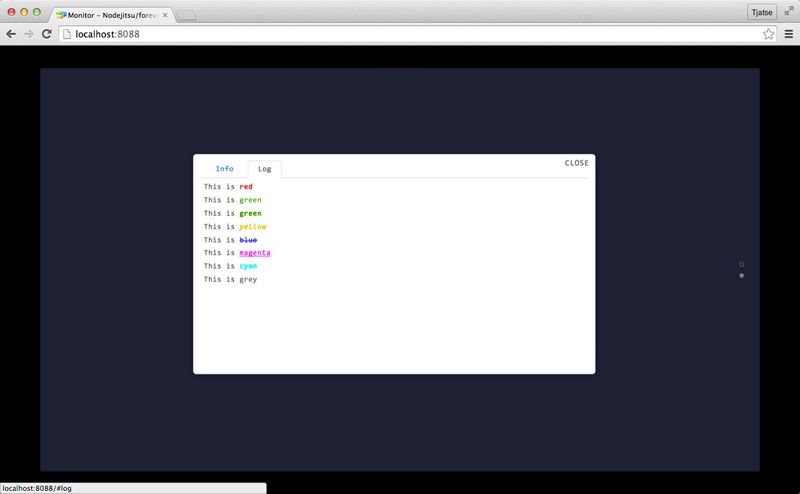 Monitor - Nodejitsu/forev
Tjatse
localhost:8088
CLOSE
Info
Log
This is red
This is green
This is green
This is yellow
This is blue
This is magenta
This is cyan
This is grey
localhost:8088/#log